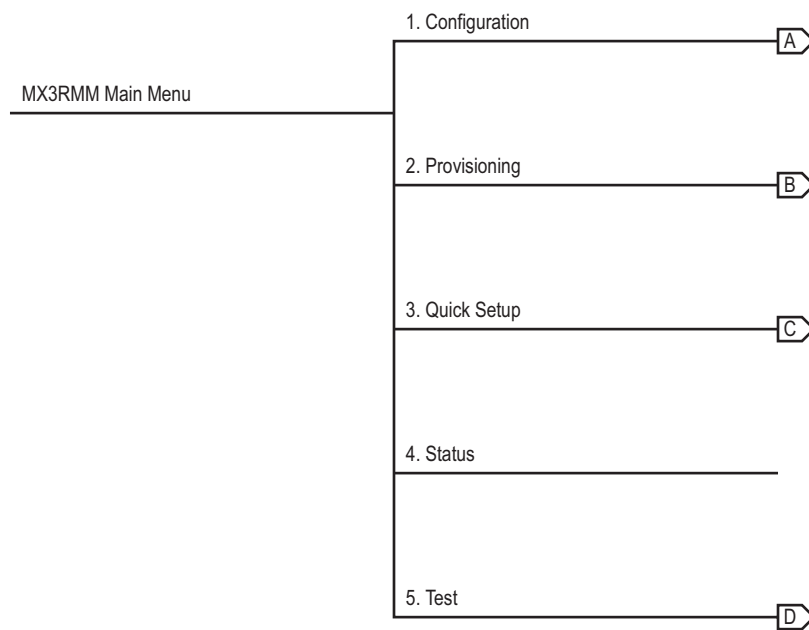 1. Configuration
A
MX3RMM Main Menu
2. Provisioning
B
3. Quick Setup
C
4. Status
5. Test
D